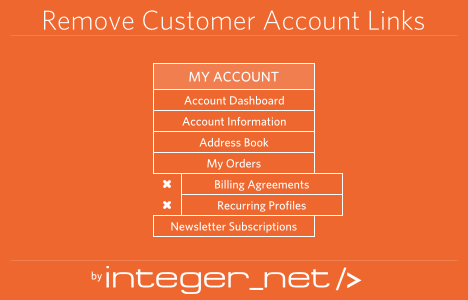 Remove Customer Account Links
MY ACCOUNT
Account Dashboard
Account Information
Address Book
My Orders
✖ Billing Agreements
✖ Recurring Profiles
Newsletter Subscriptions
by integer_net />